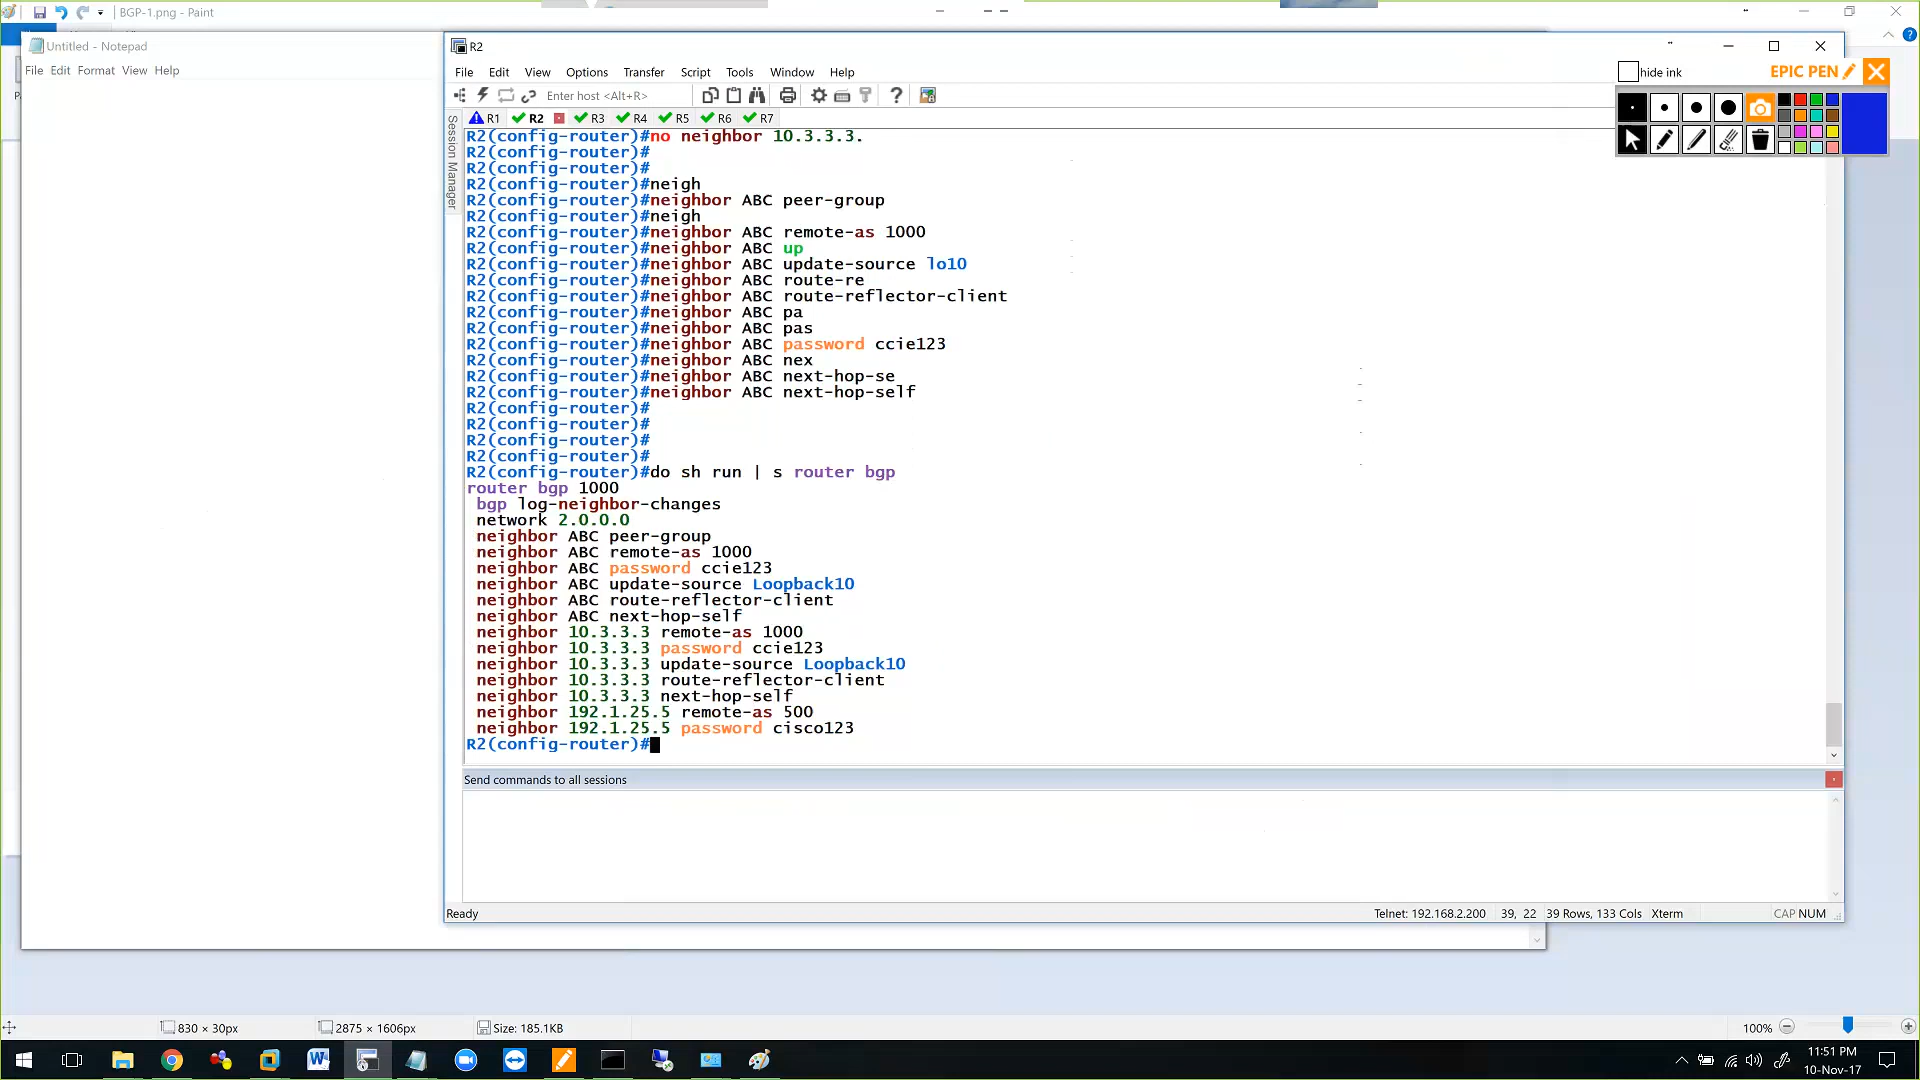 BGP-1.png - Paint
Untitled - Notepad
File Edit Format View Help
R2
File Edit View Options Transfer Script Tools Window Help
hide ink
EPIC PEN
Enter host <Alt+R>
R1 R2 R3 R4 R5 R6 R7
Session Manager
R2(config-router)#no neighbor 10.3.3.3.
R2(config-router)#
R2(config-router)#
R2(config-router)#neigh
R2(config-router)#neighbor ABC peer-group
R2(config-router)#neigh
R2(config-router)#neighbor ABC remote-as 1000
R2(config-router)#neighbor ABC up
R2(config-router)#neighbor ABC update-source lo10
R2(config-router)#neighbor ABC route-re
R2(config-router)#neighbor ABC route-reflector-client
R2(config-router)#neighbor ABC pa
R2(config-router)#neighbor ABC pas
R2(config-router)#neighbor ABC password ccie123
R2(config-router)#neighbor ABC nex
R2(config-router)#neighbor ABC next-hop-se
R2(config-router)#neighbor ABC next-hop-self
R2(config-router)#
R2(config-router)#
R2(config-router)#
R2(config-router)#
R2(config-router)#do sh run | s router bgp
router bgp 1000
bgp log-neighbor-changes
network 2.0.0.0
neighbor ABC peer-group
neighbor ABC remote-as 1000
neighbor ABC password ccie123
neighbor ABC update-source Loopback10
neighbor ABC route-reflector-client
neighbor ABC next-hop-self
neighbor 10.3.3.3 remote-as 1000
neighbor 10.3.3.3 password ccie123
neighbor 10.3.3.3 update-source Loopback10
neighbor 10.3.3.3 route-reflector-client
neighbor 10.3.3.3 next-hop-self
neighbor 192.1.25.5 remote-as 500
neighbor 192.1.25.5 password cisco123
R2(config-router)#
Send commands to all sessions
Ready
Telnet: 192.168.2.200 39, 22 39 Rows, 133 Cols Xterm CAP NUM
830 × 30px 2875 × 1606px Size: 185.1KB 100%
11:51 PM
10-Nov-17